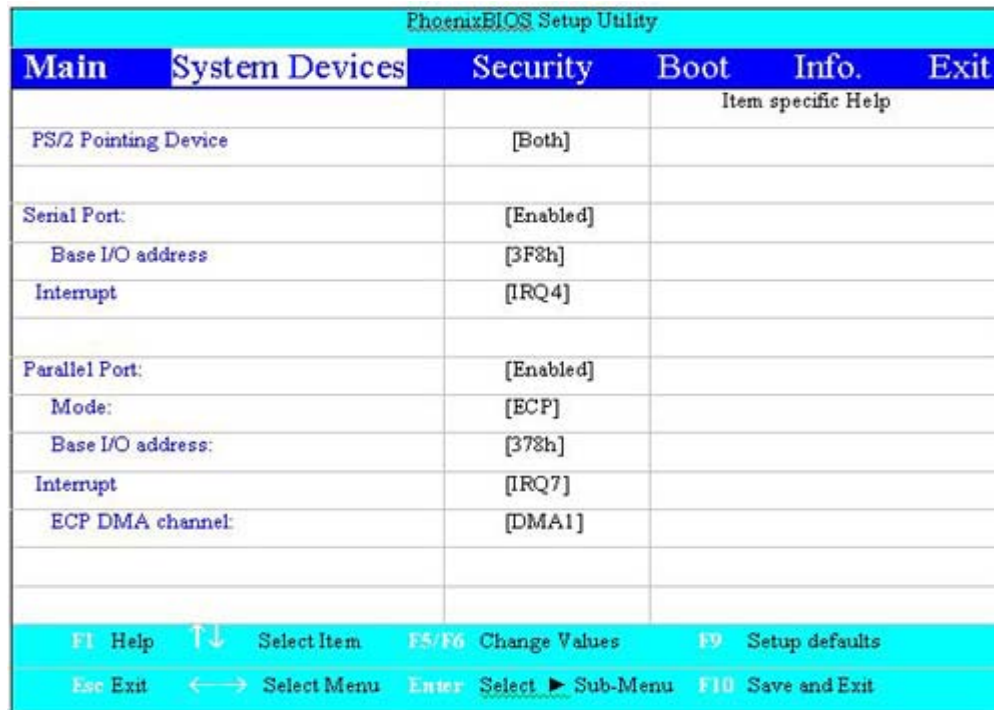 PhoenixBIOS Setup Utility
Main System Devices Security Boot Info. Exit
Item specific Help
PS/2 Pointing Device [Both]
Serial Port: [Enabled]
Base I/O address [3F8h]
Interrupt [IRQ4]
Parallel Port: [Enabled]
Mode: [ECP]
Base I/O address: [378h]
Interrupt [IRQ7]
ECP DMA channel: [DMA1]
F1 Help ↑↓ Select Item F5/F6 Change Values F9 Setup defaults
Esc Exit ←→ Select Menu Enter Select ► Sub-Menu F10 Save and Exit